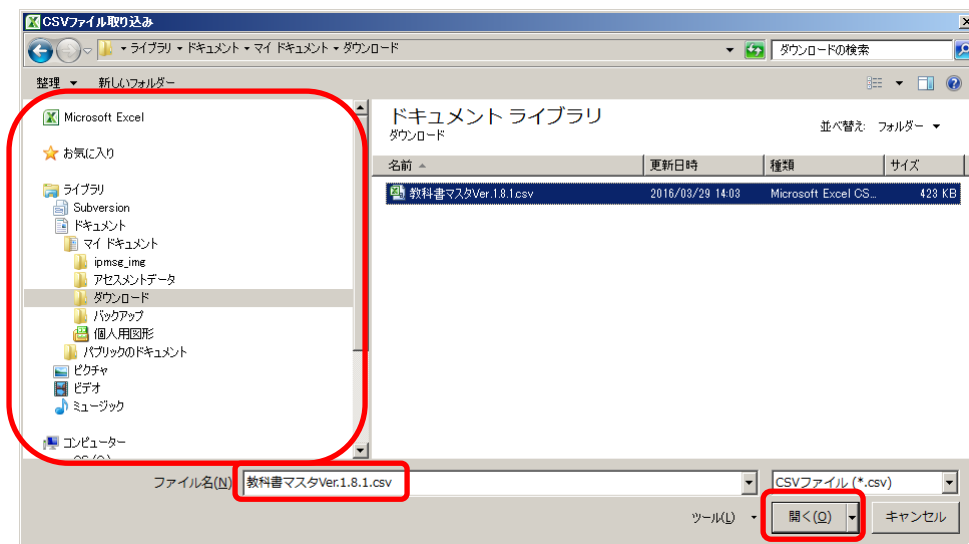 CSVファイル取り込み
ライブラリ ▸ ドキュメント ▸ マイ ドキュメント ▸ ダウンロード
ダウンロードの検索
整理
新しいフォルダー
Microsoft Excel
お気に入り
ライブラリ
Subversion
ドキュメント
マイ ドキュメント
ipmsg_img
アセスメントデータ
ダウンロード
バックアップ
個人用図形
パブリックのドキュメント
ピクチャ
ビデオ
ミュージック
コンピューター
ドキュメント ライブラリ
ダウンロード
並べ替え: フォルダー
名前 更新日時 種類 サイズ
教科書マスタVer.1.8.1.csv 2016/03/29 14:03 Microsoft Excel CS... 423 KB
ファイル名(N) 教科書マスタVer.1.8.1.csv CSVファイル (*.csv)
ツール(L) 開く(O) キャンセル